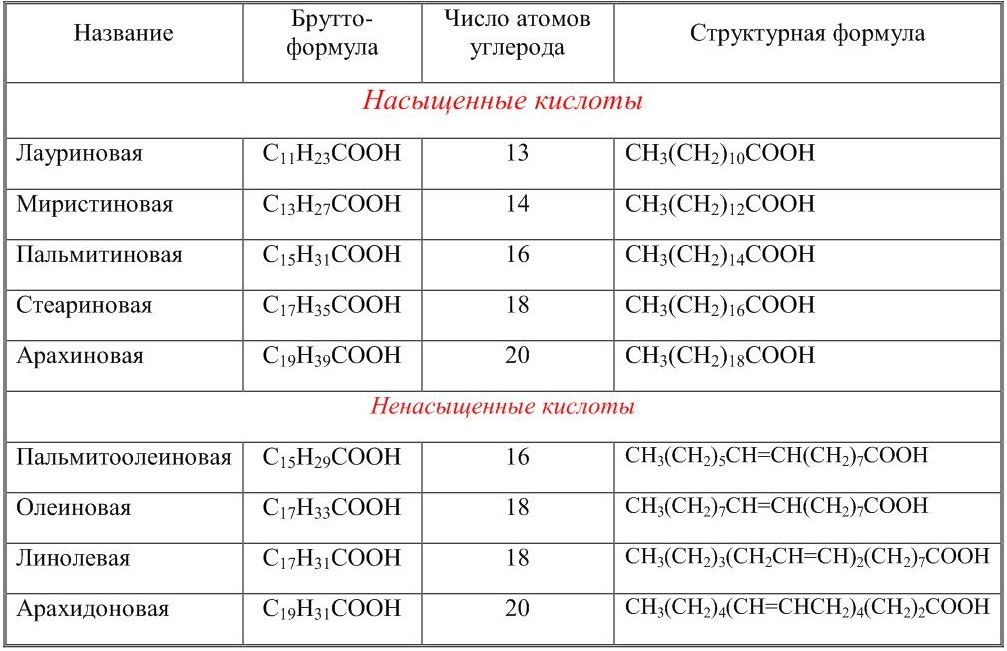 Название Брутто-формула Число атомов углерода Структурная формула
Насыщенные кислоты
Лауриновая C₁₁H₂₃COOH 13 CH₃(CH₂)₁₀COOH
Миристиновая C₁₃H₂₇COOH 14 CH₃(CH₂)₁₂COOH
Пальмитиновая C₁₅H₃₁COOH 16 CH₃(CH₂)₁₄COOH
Стеариновая C₁₇H₃₅COOH 18 CH₃(CH₂)₁₆COOH
Арахиновая C₁₉H₃₉COOH 20 CH₃(CH₂)₁₈COOH
Ненасыщенные кислоты
Пальмитоолеиновая C₁₅H₂₉COOH 16 CH₃(CH₂)₅CH=CH(CH₂)₇COOH
Олеиновая C₁₇H₃₃COOH 18 CH₃(CH₂)₇CH=CH(CH₂)₇COOH
Линолевая C₁₇H₃₁COOH 18 CH₃(CH₂)₃(CH₂CH=CH)₂(CH₂)₇COOH
Арахидоновая C₁₉H₃₁COOH 20 CH₃(CH₂)₄(CH=CHCH₂)₄(CH₂)₂COOH